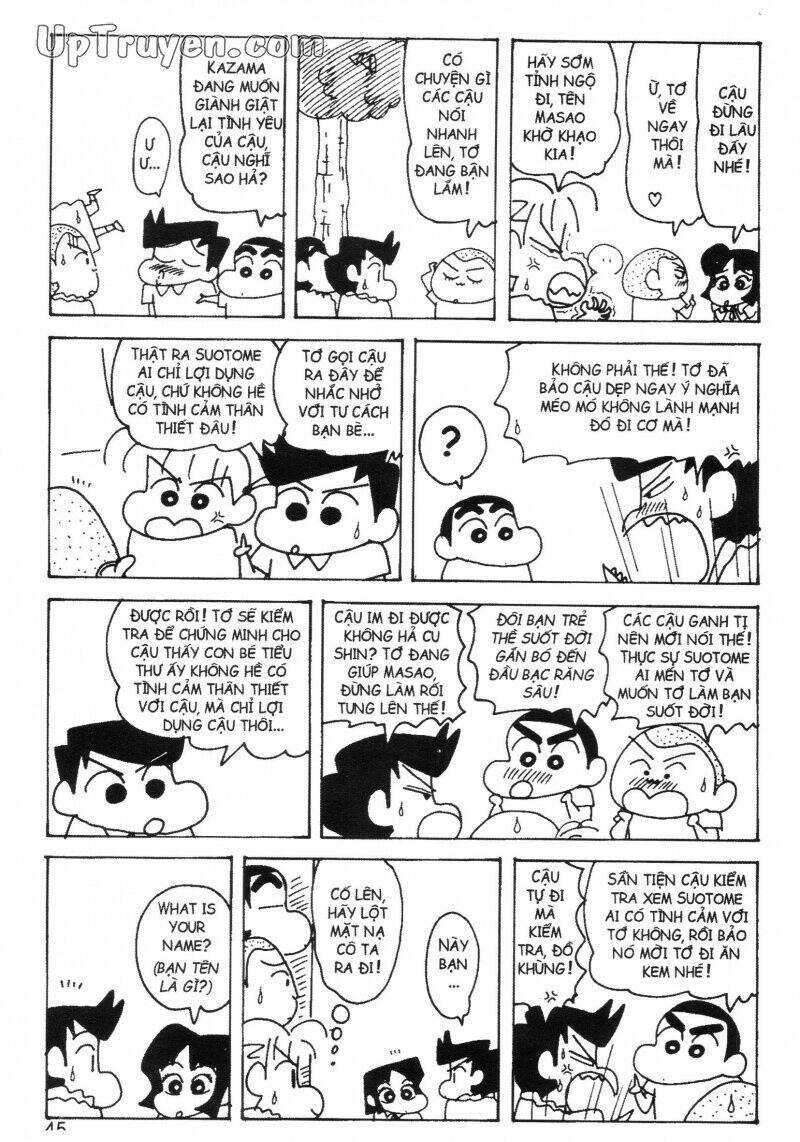 UpTruyen.com
CẬU
ĐỪNG
ĐI LÂU
ĐẤY
NHÉ!
Ừ, TỚ
VỀ
NGAY
THÔI
MÀ!
HÃY SỚM
TỈNH NGỘ
ĐI, TÊN
MASAO
KHỜ KHẠO
KIA!
CÓ
CHUYỆN GÌ
CÁC CẬU
NÓI
NHANH
LÊN, TỚ
ĐANG BẬN
LẮM!
KAZAMA
ĐANG MUỐN
GIÀNH GIẬT
LẠI TÌNH YÊU
CỦA CẬU,
CẬU NGHĨ
SAO HẢ?
Ư
Ư...
KHÔNG PHẢI THẾ! TỚ ĐÃ
BẢO CẬU DẸP NGAY Ý NGHĨA
MÉO MÓ KHÔNG LÀNH MẠNH
ĐÓ ĐI CƠ MÀ!
?
TỚ GỌI CẬU
RA ĐÂY ĐỂ
NHẮC NHỞ
VỚI TƯ CÁCH
BẠN BÈ...
THẬT RA SUOTOME
AI CHỈ LỢI DỤNG
CẬU, CHỨ KHÔNG HỀ
CÓ TÌNH CẢM THÂN
THIẾT ĐÂU!
CÁC CẬU GANH TỊ
NÊN MỚI NÓI THẾ!
THỰC SỰ SUOTOME
AI MẾN TỚ VÀ
MUỐN TỚ LÀM BẠN
SUỐT ĐỜI!
ĐÔI BẠN TRẺ
THỀ SUỐT ĐỜI
GẮN BÓ ĐẾN
ĐẦU BẠC RĂNG
SÂU!
CẬU IM ĐI ĐƯỢC
KHÔNG HẢ CU
SHIN? TỚ ĐANG
GIÚP MASAO,
ĐỪNG LÀM RỐI
TUNG LÊN THẾ!
ĐƯỢC RỒI! TỚ SẼ KIỂM
TRA ĐỂ CHỨNG MINH CHO
CẬU THẤY CON BÉ TIỂU
THƯ ẤY KHÔNG HỀ CÓ
TÌNH CẢM THÂN THIẾT
VỚI CẬU, MÀ CHỈ LỢI
DỤNG CẬU THÔI...
SẨN TIỆN CẬU KIỂM
TRA XEM SUOTOME
AI CÓ TÌNH CẢM VỚI
TỚ KHÔNG, RỒI BẢO
NÓ MỜI TỚ ĐI ĂN
KEM NHÉ!
CẬU
TỰ ĐI
MÀ
KIỂM
TRA, ĐỒ
KHÙNG!
NÀY
BẠN
...
CỐ LÊN,
HÃY LỘT
MẶT NẠ
CÔ TA
RA ĐI!
WHAT IS
YOUR
NAME?
(BẠN TÊN
LÀ GÌ?)
45